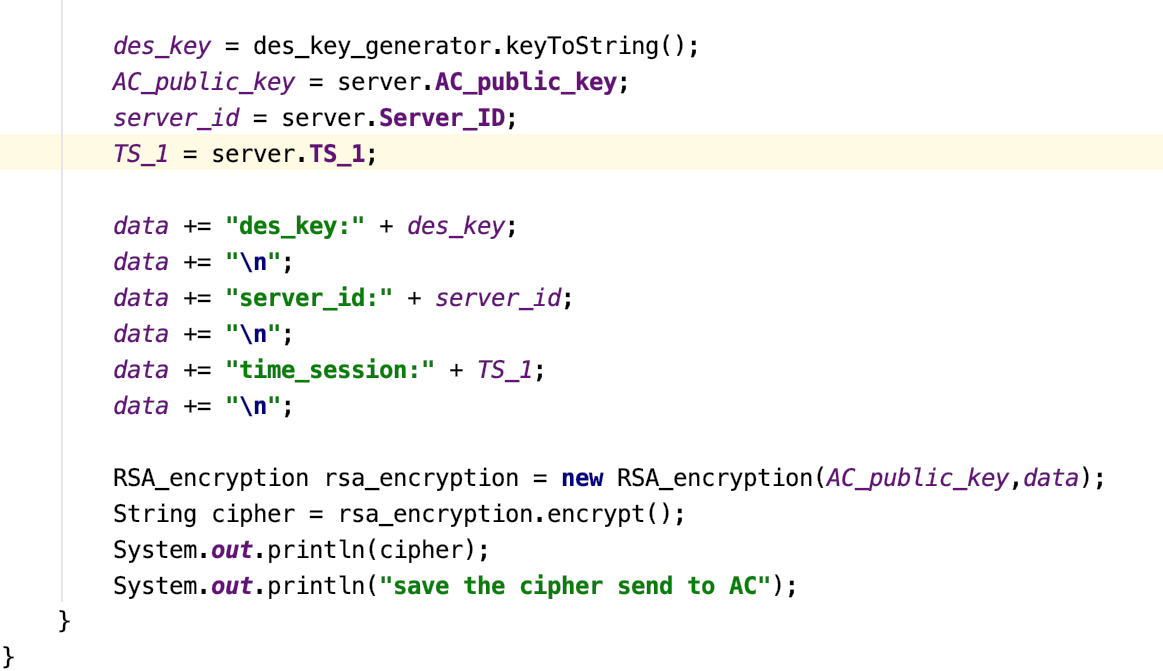 des_key = des_key_generator.keyToString();
AC_public_key = server.AC_public_key;
server_id = server.Server_ID;
TS_1 = server.TS_1;
data += "des_key:" + des_key;
data += "\n";
data += "server_id:" + server_id;
data += "\n";
data += "time_session:" + TS_1;
data += "\n";
RSA_encryption rsa_encryption = new RSA_encryption(AC_public_key,data);
String cipher = rsa_encryption.encrypt();
System.out.println(cipher);
System.out.println("save the cipher send to AC");
}
}